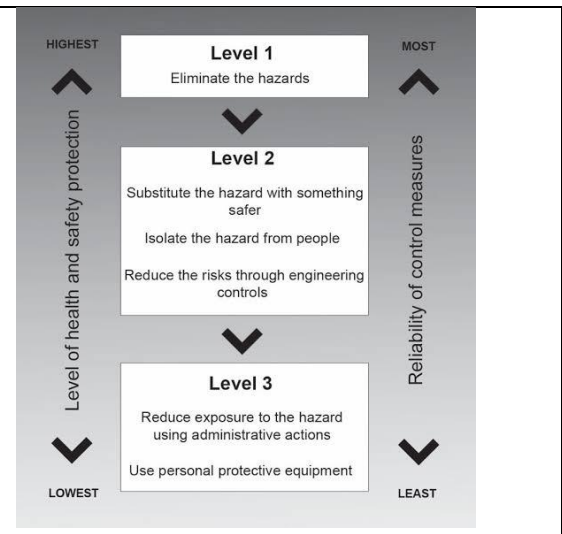 HIGHEST
Level 1
Eliminate the hazards
MOST
Level of health and safety protection
Level 2
Substitute the hazard with something
safer
Isolate the hazard from people
Reduce the risks through engineering
controls
Reliability of control measures
Level 3
Reduce exposure to the hazard
using administrative actions
Use personal protective equipment
LOWEST
LEAST